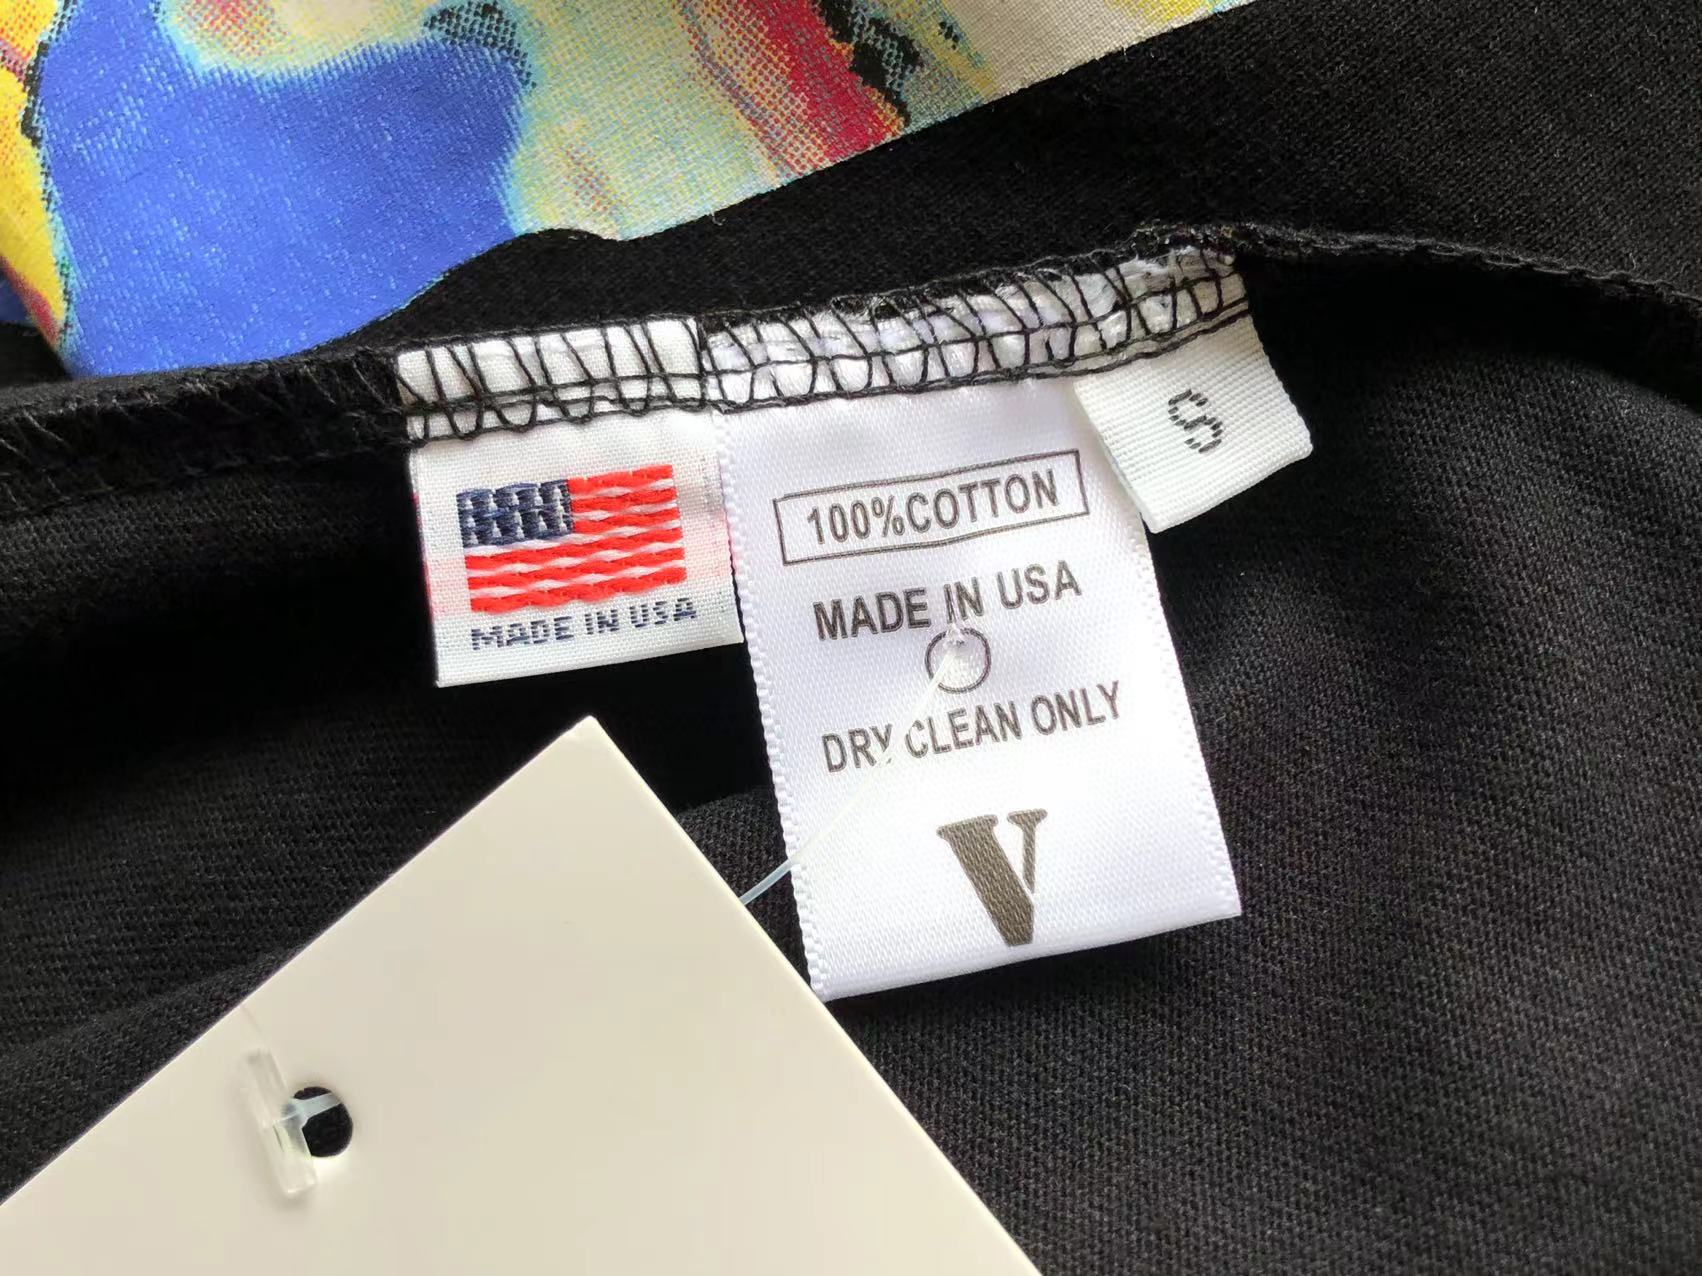 MADE IN USA
100%COTTON
MADE IN USA
DRY CLEAN ONLY
V
S